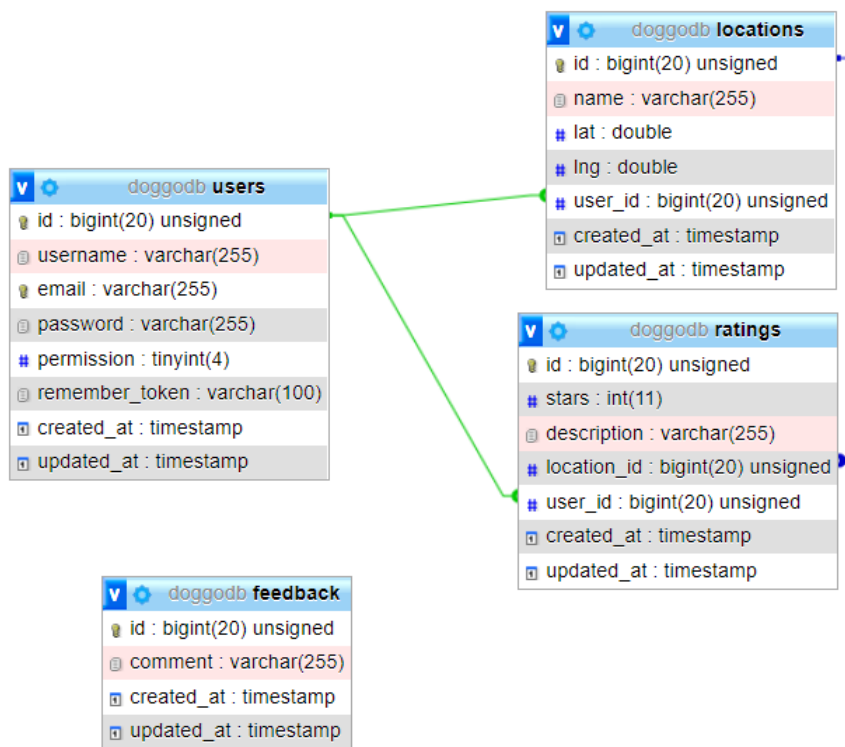 v doggodb users
id : bigint(20) unsigned
username : varchar(255)
email : varchar(255)
password : varchar(255)
permission : tinyint(4)
remember_token : varchar(100)
created_at : timestamp
updated_at : timestamp
v doggodb locations
id : bigint(20) unsigned
name : varchar(255)
# lat : double
# lng : double
# user_id : bigint(20) unsigned
created_at : timestamp
updated_at : timestamp
v doggodb ratings
id : bigint(20) unsigned
# stars : int(11)
description : varchar(255)
# location_id : bigint(20) unsigned
# user_id : bigint(20) unsigned
created_at : timestamp
updated_at : timestamp
v doggodb feedback
id : bigint(20) unsigned
comment : varchar(255)
created_at : timestamp
updated_at : timestamp